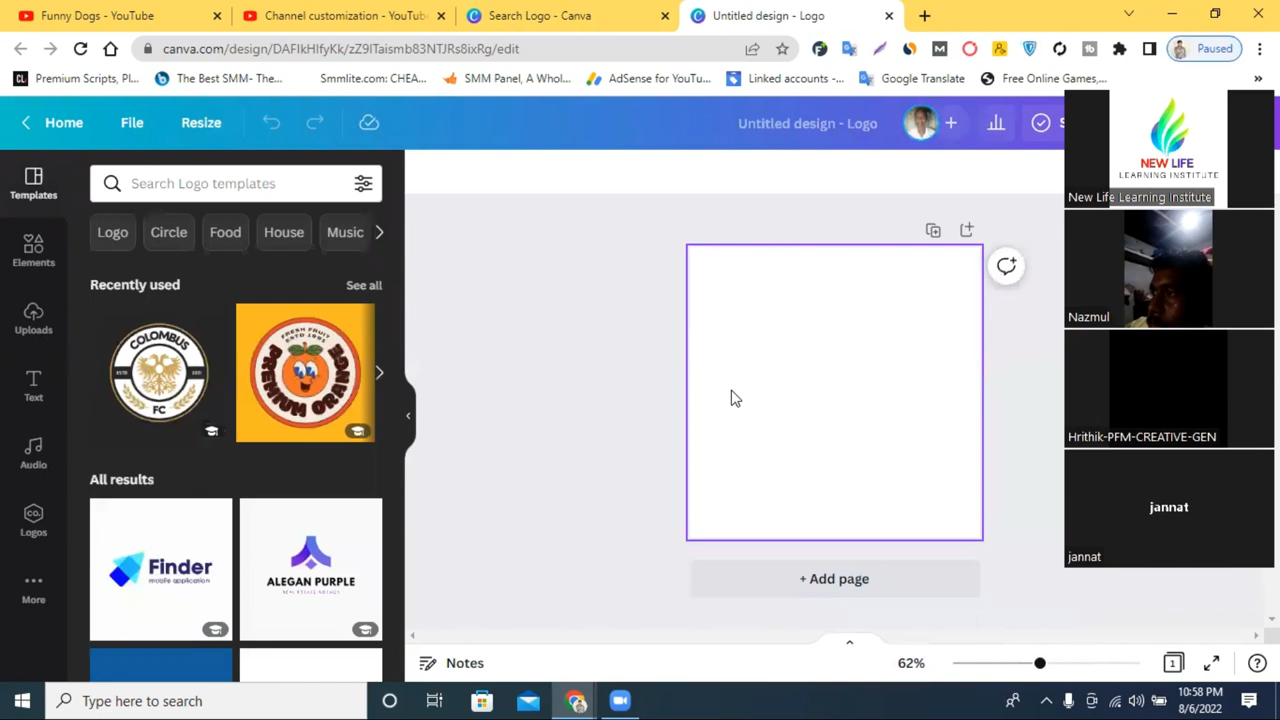 Funny Dogs - YouTube
Channel customization - YouTub
Search Logo - Canva
Untitled design - Logo
canva.com/design/DAFIkHlfyKk/zZ9lTaismb83NTJRs8ixRg/edit
Paused
Premium Scripts, Pl...
The Best SMM- The...
Smmlite.com: CHEA...
SMM Panel, A Whol...
AdSense for YouTu...
Linked accounts -...
Google Translate
Free Online Games,...
Home
File
Resize
Untitled design - Logo
Templates
Elements
Uploads
Text
Audio
Logos
More
Search Logo templates
Logo
Circle
Food
House
Music
Recently used
See all
COLOMBUS
FC
FRESH FRUIT
PREMIUM ORANGE
All results
Finder
mobile application
ALEGAN PURPLE
+ Add page
Notes
62%
1
NEW LIFE
LEARNING INSTITUTE
New Life Learning Institute
Nazmul
Hrithik-PFM-CREATIVE-GEN
jannat
jannat
Type here to search
10:58 PM
8/6/2022